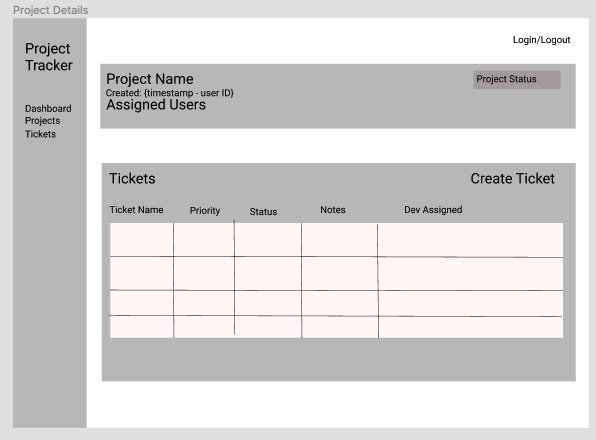 Project Details
Login/Logout
Project
Tracker
Dashboard
Projects
Tickets
Project Name
Project Status
Created: {timestamp - user ID}
Assigned Users
Tickets
Create Ticket
Ticket Name
Priority
Status
Notes
Dev Assigned